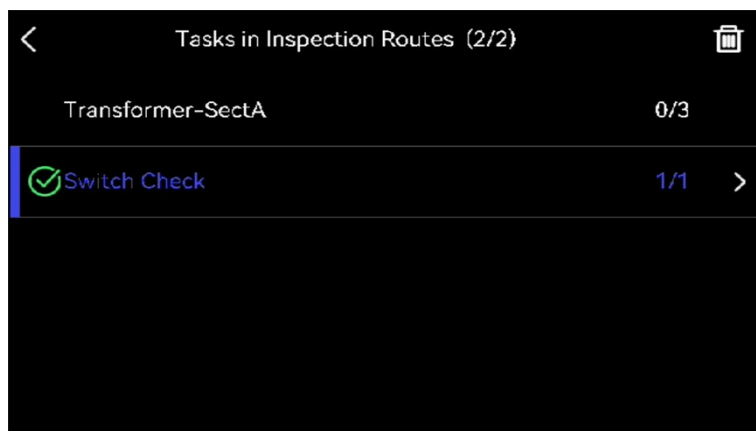 Tasks in Inspection Routes (2/2)
Transformer-SectA 0/3
Switch Check 1/1